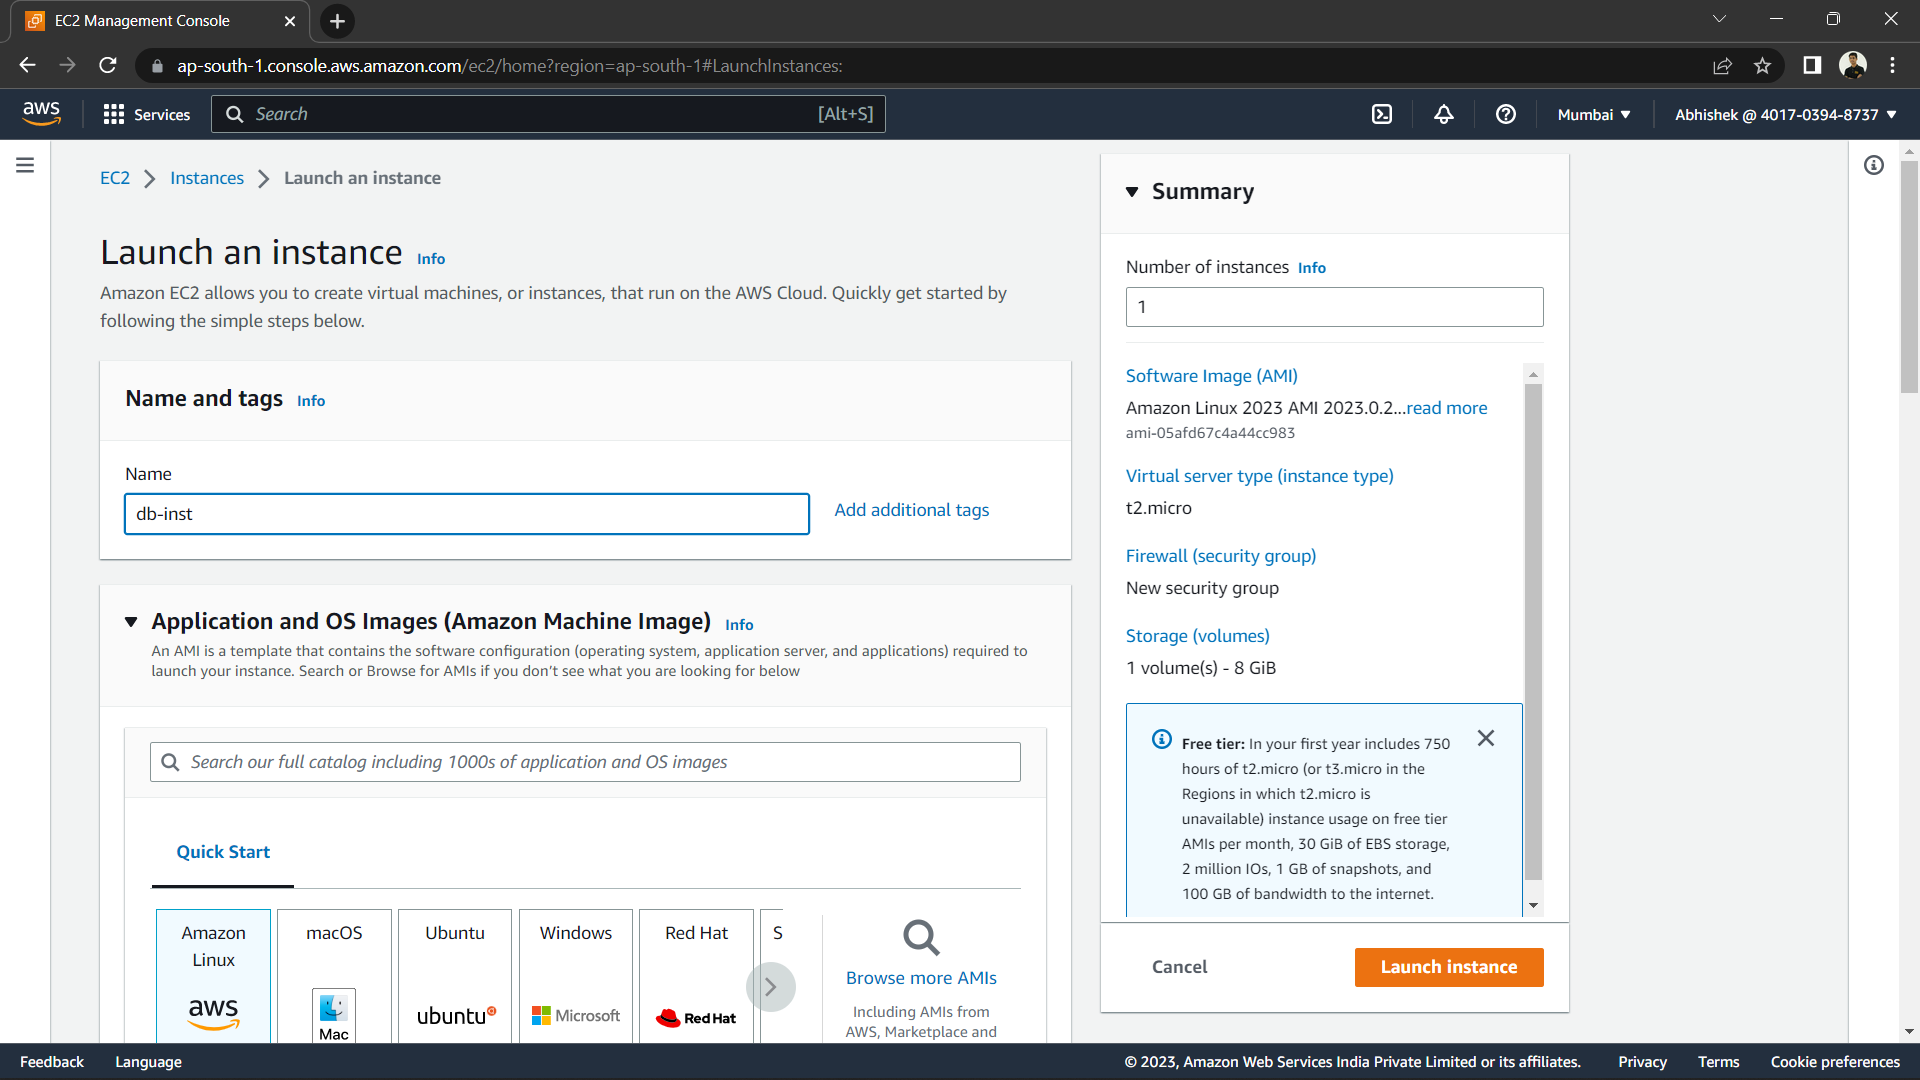 EC2 Management Console
ap-south-1.console.aws.amazon.com/ec2/home?region=ap-south-1#LaunchInstances:
aws
Services
Search
[Alt+S]
Mumbai
Abhishek @ 4017-0394-8737
EC2
Instances
Launch an instance
Launch an instance
Info
Amazon EC2 allows you to create virtual machines, or instances, that run on the AWS Cloud. Quickly get started by
following the simple steps below.
Name and tags
Info
Name
db-inst
Add additional tags
Application and OS Images (Amazon Machine Image)
Info
An AMI is a template that contains the software configuration (operating system, application server, and applications) required to
launch your instance. Search or Browse for AMIs if you don't see what you are looking for below
Search our full catalog including 1000s of application and OS images
Quick Start
Amazon
Linux
aws
macOS
Mac
Ubuntu
ubuntu
Windows
Microsoft
Red Hat
Red Hat
S
Browse more AMIs
Including AMIs from
AWS, Marketplace and
Summary
Number of instances
Info
1
Software Image (AMI)
Amazon Linux 2023 AMI 2023.0.2...read more
ami-05afd67c4a44cc983
Virtual server type (instance type)
t2.micro
Firewall (security group)
New security group
Storage (volumes)
1 volume(s) - 8 GiB
Free tier: In your first year includes 750
hours of t2.micro (or t3.micro in the
Regions in which t2.micro is
unavailable) instance usage on free tier
AMIs per month, 30 GiB of EBS storage,
2 million IOs, 1 GB of snapshots, and
100 GB of bandwidth to the internet.
Cancel
Launch instance
Feedback
Language
© 2023, Amazon Web Services India Private Limited or its affiliates.
Privacy
Terms
Cookie preferences